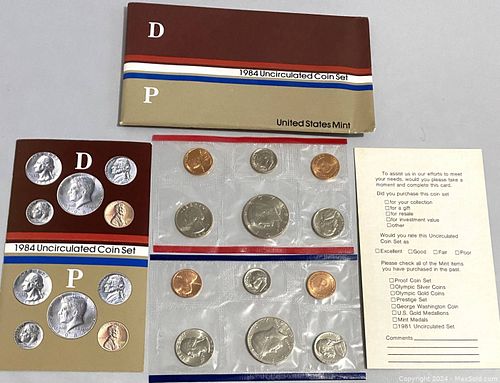 D
1984 Uncirculated Coin Set
P
United States Mint
D
1984 Uncirculated Coin Set
P
To assist us in our efforts to meet
your needs, would you please take a
moment and complete this card.
Did you purchase this coin set
□ for your collection
□ for a gift
□ for resale
□ for investment value
□ other
Would you rate this Uncirculated
Coin Set as
□ Excellent □ Good □ Fair □ Poor
Please check all of the Mint items
you have purchased in the past.
□ Proof Coin Set
□ Olympic Silver Coins
□ Olympic Gold Coins
□ Prestige Set
□ George Washington Coin
□ U.S. Gold Medallions
□ Mint Medals
□ 1981 Uncirculated Set
Comments
Copyright 2024 - MaxSold.com